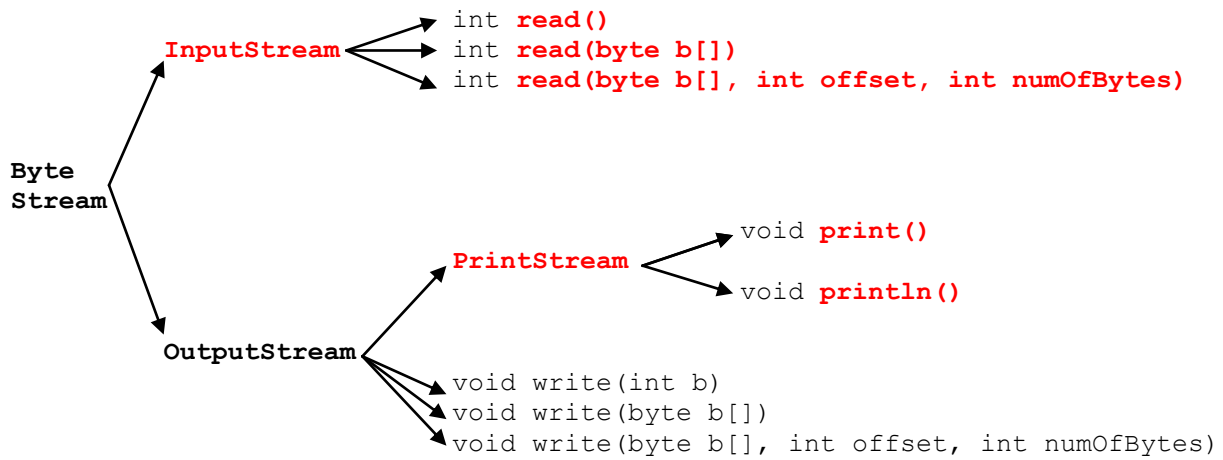 int read()
InputStream
int read(byte b[])
int read(byte b[], int offset, int numOfBytes)
Byte
Stream
void print()
PrintStream
void println()
OutputStream
void write(int b)
void write(byte b[])
void write(byte b[], int offset, int numOfBytes)